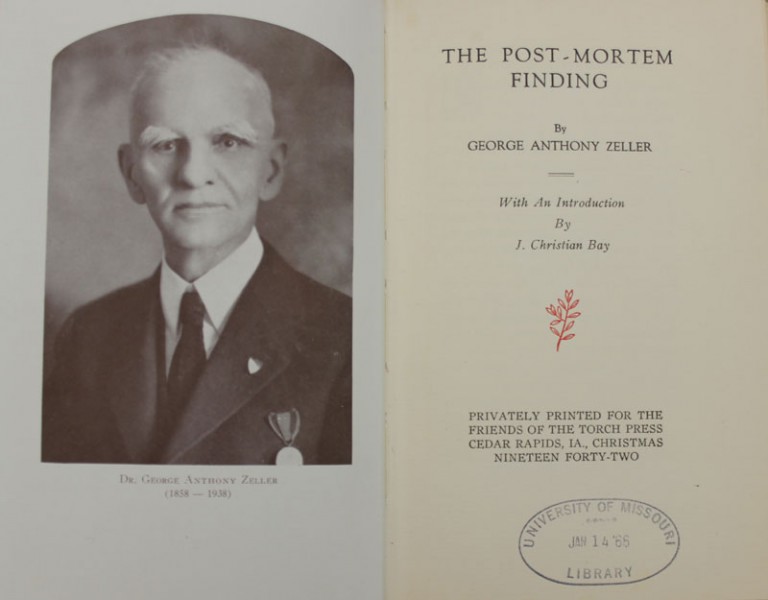 DR. GEORGE ANTHONY ZELLER
(1858 — 1938)
THE POST-MORTEM
FINDING
By
GEORGE ANTHONY ZELLER
With An Introduction
By
J. Christian Bay
PRIVATELY PRINTED FOR THE
FRIENDS OF THE TORCH PRESS
CEDAR RAPIDS, IA., CHRISTMAS
NINETEEN FORTY-TWO
UNIVERSITY OF MISSOURI
JAN 14 '65
LIBRARY